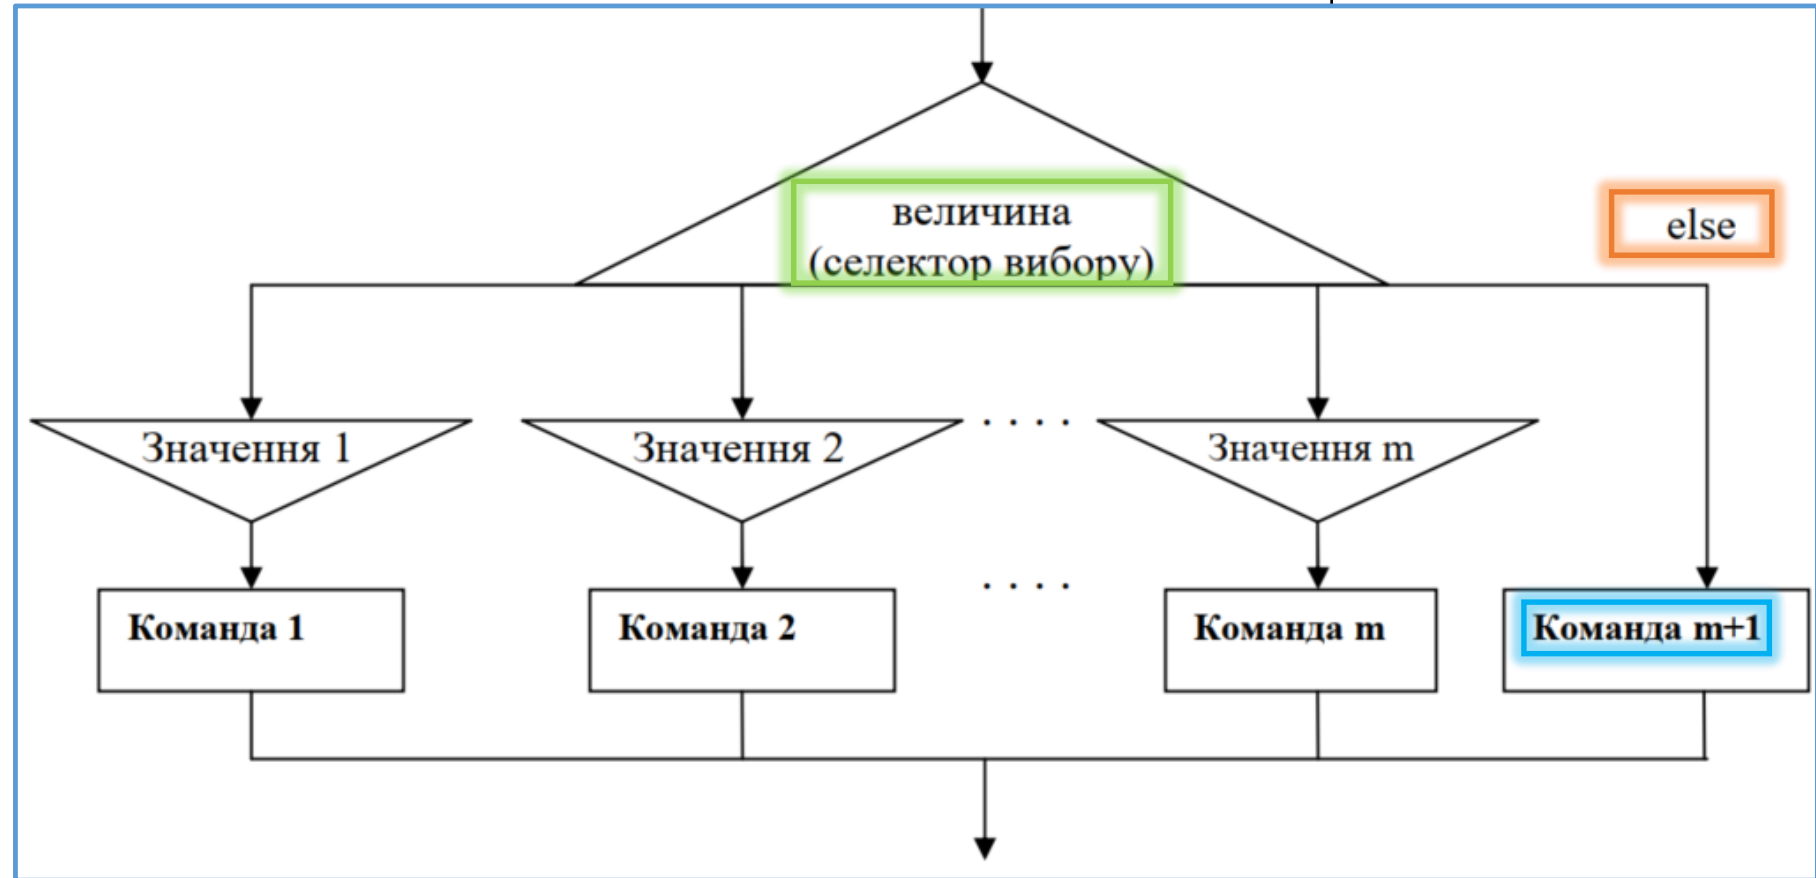 величина
(селектор вибору)
else
Значення 1
Значення 2
. . . .
Значення m
Команда 1
Команда 2
. . . .
Команда m
Команда m+1